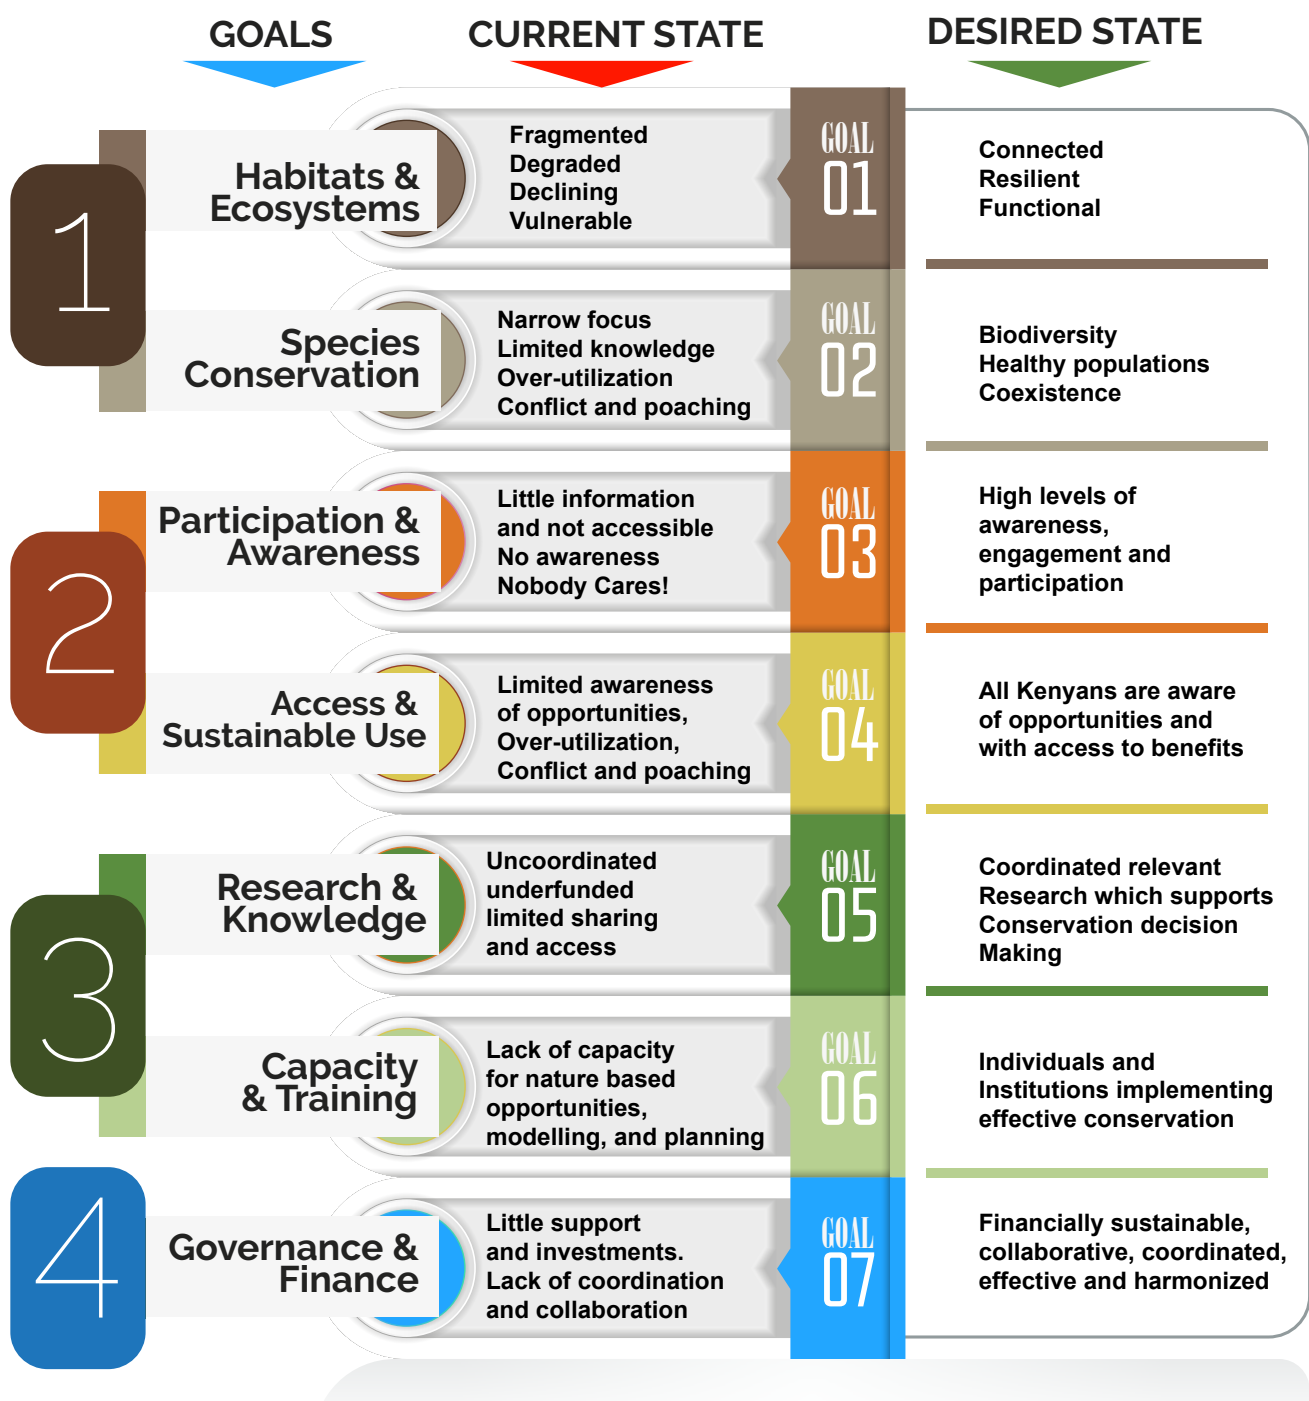 GOALS
CURRENT STATE
DESIRED STATE
1
Habitats &
Ecosystems
Fragmented
Degraded
Declining
Vulnerable
GOAL
01
Connected
Resilient
Functional
Species
Conservation
Narrow focus
Limited knowledge
Over-utilization
Conflict and poaching
GOAL
02
Biodiversity
Healthy populations
Coexistence
2
Participation &
Awareness
Little information
and not accessible
No awareness
Nobody Cares!
GOAL
03
High levels of
awareness,
engagement and
participation
Access &
Sustainable Use
Limited awareness
of opportunities,
Over-utilization,
Conflict and poaching
GOAL
04
All Kenyans are aware
of opportunities and
with access to benefits
3
Research &
Knowledge
Uncoordinated
underfunded
limited sharing
and access
GOAL
05
Coordinated relevant
Research which supports
Conservation decision
Making
Capacity
& Training
Lack of capacity
for nature based
opportunities,
modelling, and planning
GOAL
06
Individuals and
Institutions implementing
effective conservation
4
Governance &
Finance
Little support
and investments.
Lack of coordination
and collaboration
GOAL
07
Financially sustainable,
collaborative, coordinated,
effective and harmonized